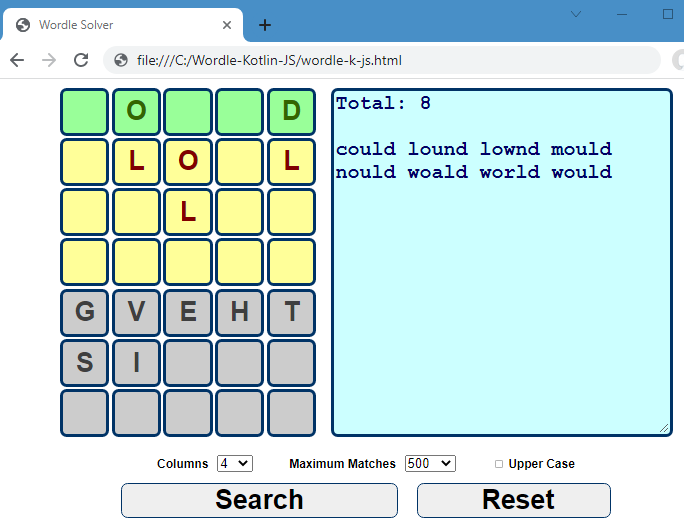 Wordle Solver
file:///C:/Wordle-Kotlin-JS/wordle-k-js.html
O D
L O L
L
G V E H T
S I
Total: 8
could lound lownd mould
nould woald world would
Columns 4 Maximum Matches 500 Upper Case
Search Reset